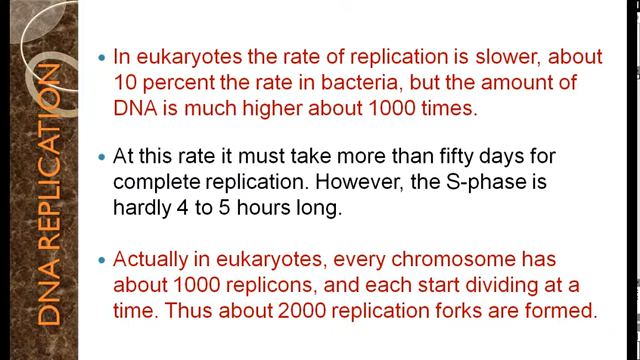 DNA REPLICATION
In eukaryotes the rate of replication is slower, about
10 percent the rate in bacteria, but the amount of
DNA is much higher about 1000 times.
At this rate it must take more than fifty days for
complete replication. However, the S-phase is
hardly 4 to 5 hours long.
Actually in eukaryotes, every chromosome has
about 1000 replicons, and each start dividing at a
time. Thus about 2000 replication forks are formed.